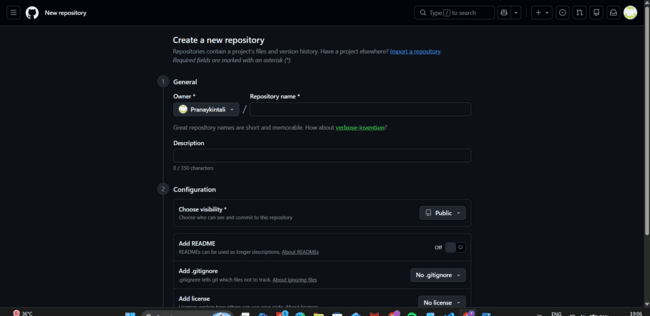 New repository
Type / to search
Create a new repository
Repositories contain a project's files and version history. Have a project elsewhere? Import a repository.
Required fields are marked with an asterisk (*).
1
General
Owner *
Repository name *
Pranaykintali
/
Great repository names are short and memorable. How about verbose-invention?
Description
0 / 350 characters
2
Configuration
Choose visibility *
Choose who can see and commit to this repository
Public
Add README
READMEs can be used as longer descriptions. About READMEs
Off
Add .gitignore
.gitignore tells git which files not to track. About ignoring files
No .gitignore
Add license
No license
36°C
ENG
19:06